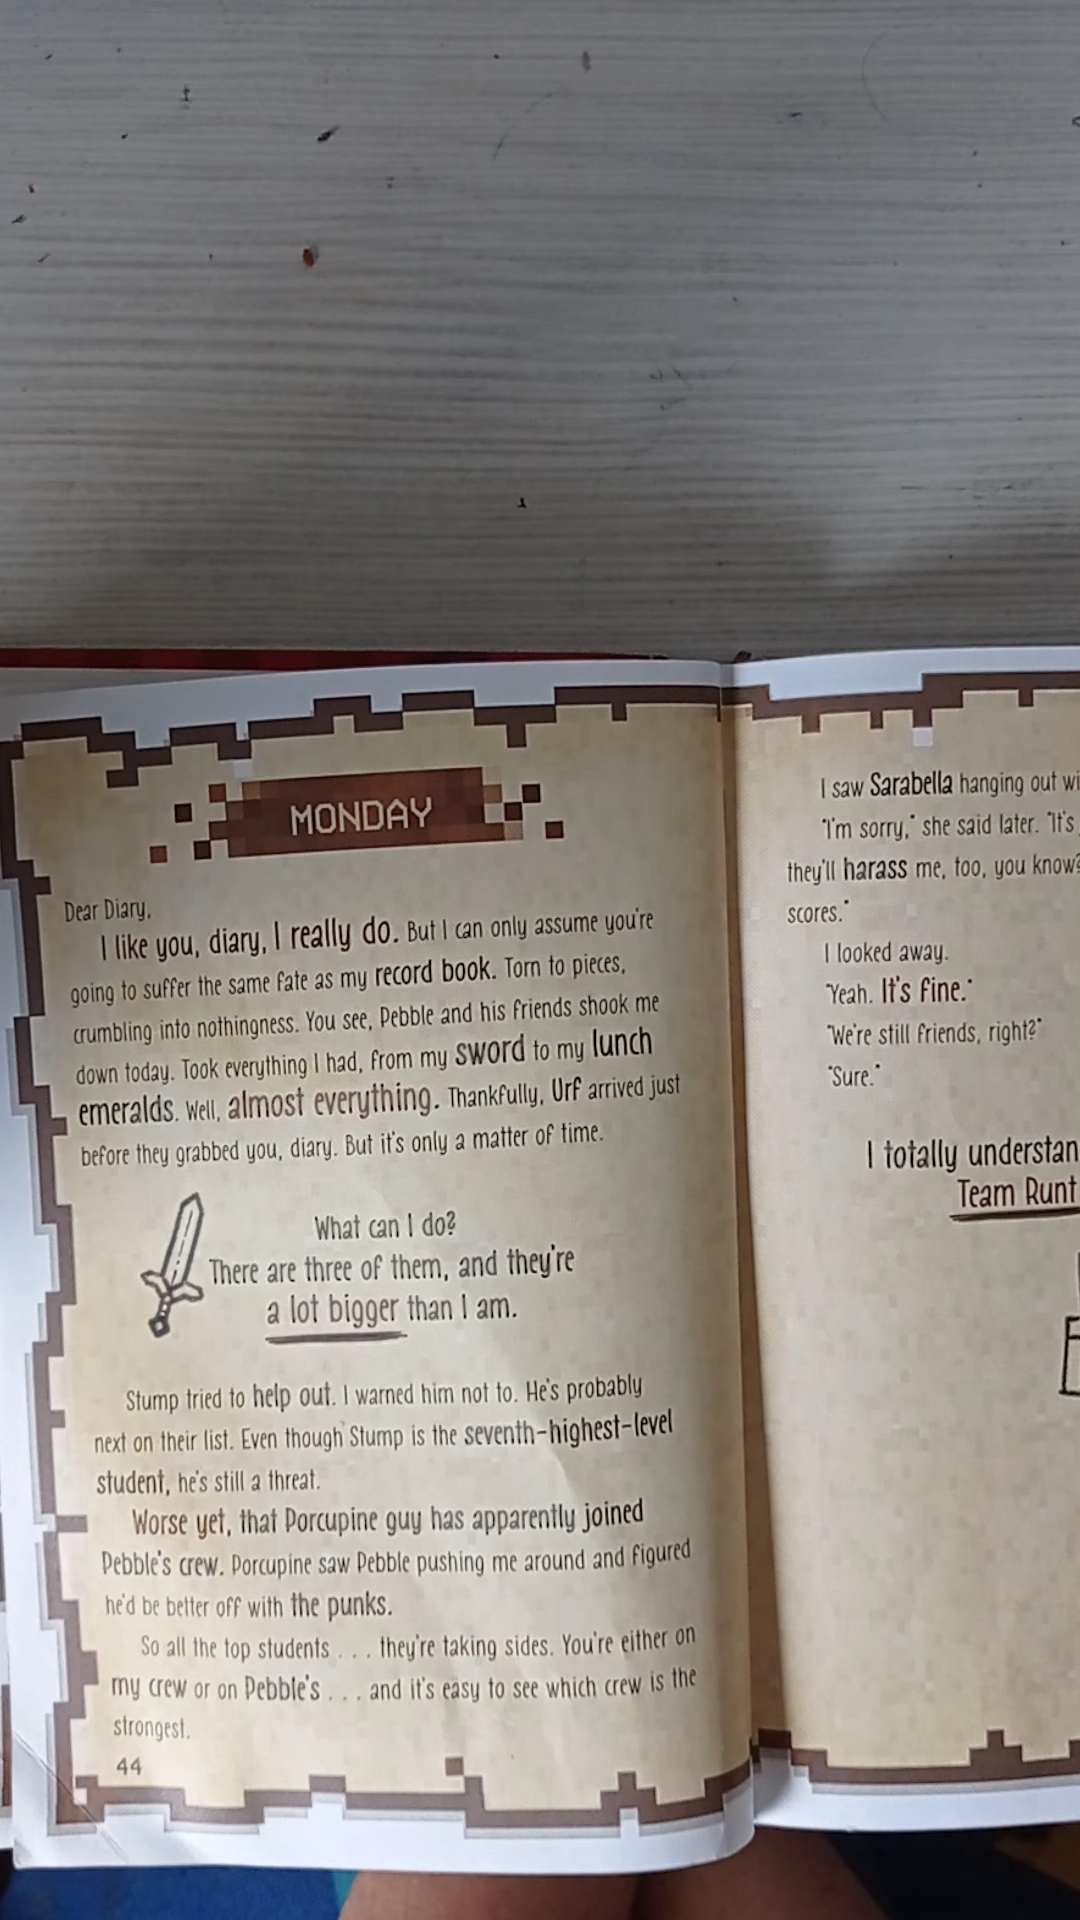 MONDAY
Dear Diary,
I like you, diary, I really do. But I can only assume you're
going to suffer the same fate as my record book. Torn to pieces,
crumbling into nothingness. You see, Pebble and his friends shook me
down today. Took everything I had, from my sword to my lunch
emeralds. Well, almost everything. Thankfully, Urf arrived just
before they grabbed you, diary. But it's only a matter of time.
What can I do?
There are three of them, and they're
a lot bigger than I am.
Stump tried to help out. I warned him not to. He's probably
next on their list. Even though Stump is the seventh-highest-level
student, he's still a threat.
Worse yet, that Porcupine guy has apparently joined
Pebble's crew. Porcupine saw Pebble pushing me around and figured
he'd be better off with the punks.
So all the top students . . . they're taking sides. You're either on
my crew or on Pebble's . . . and it's easy to see which crew is the
strongest.
44
I saw Sarabella hanging out
"I'm sorry," she said later. "It's
they'll harass me, too, you know?
scores."
I looked away.
"Yeah. It's fine."
"We're still friends, right?"
"Sure."
I totally
Team Runt